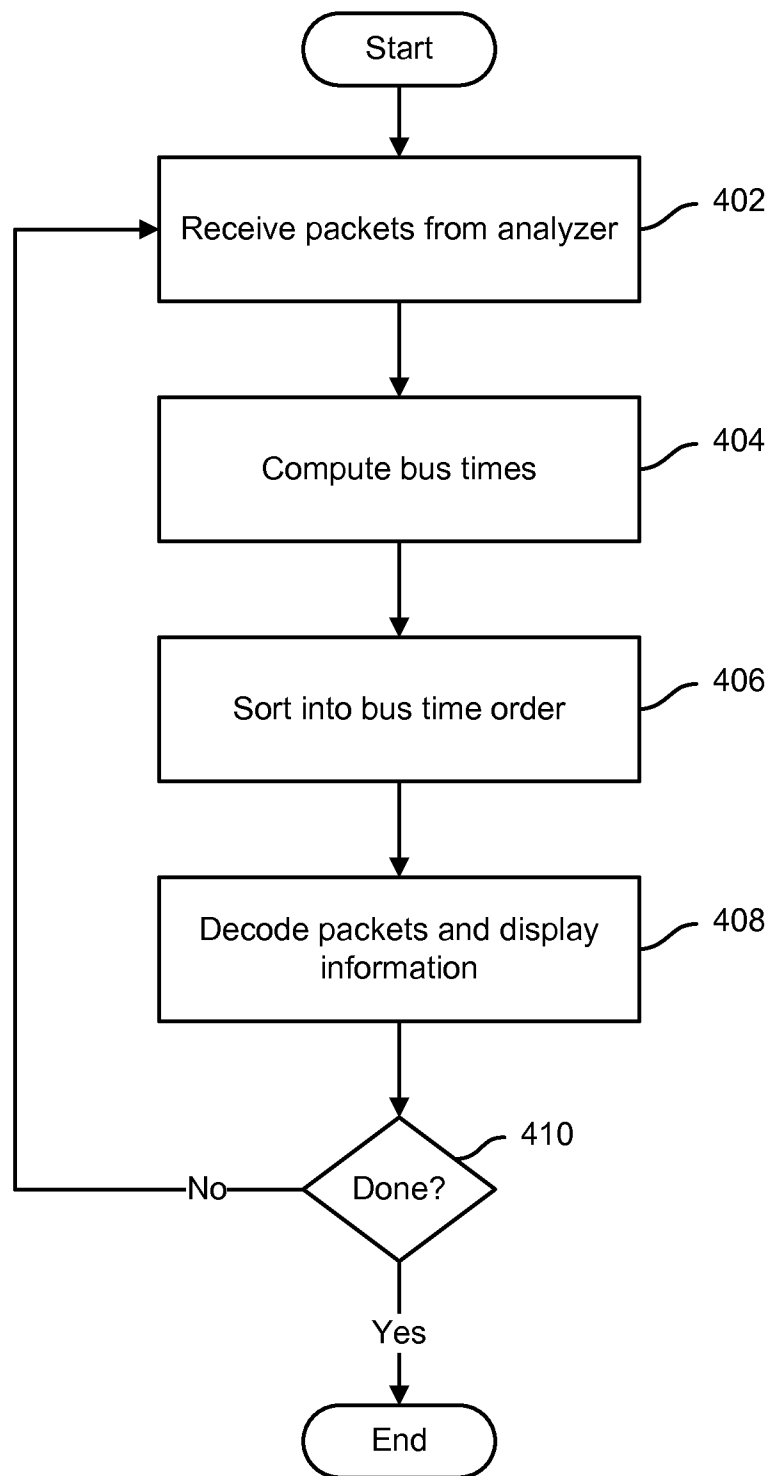 Start
Receive packets from analyzer
402
Compute bus times
404
Sort into bus time order
406
Decode packets and display
information
408
Done?
410
No
Yes
End